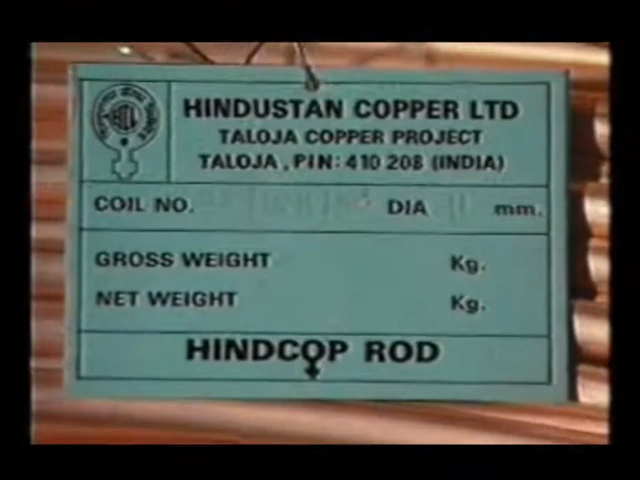 HINDUSTAN COPPER LTD
TALOJA COPPER PROJECT
TALOJA, PIN: 410 208 (INDIA)
COIL NO. DIA mm.
GROSS WEIGHT Kg.
NET WEIGHT Kg.
HINDCOP ROD